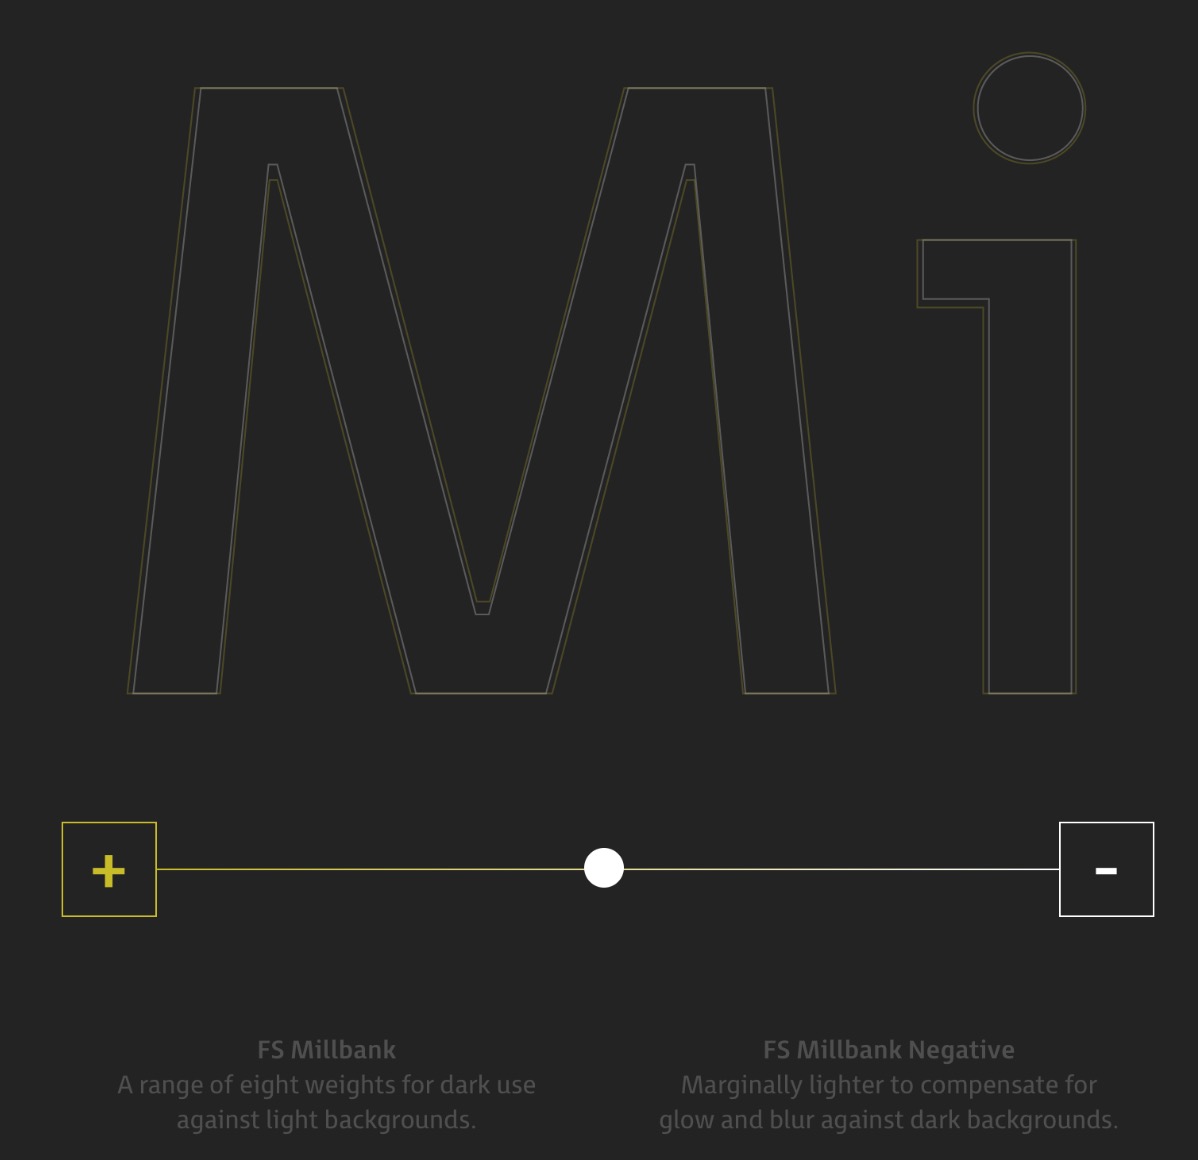 Mi
+ -
FS Millbank
A range of eight weights for dark use
against light backgrounds.
FS Millbank Negative
Marginally lighter to compensate for
glow and blur against dark backgrounds.